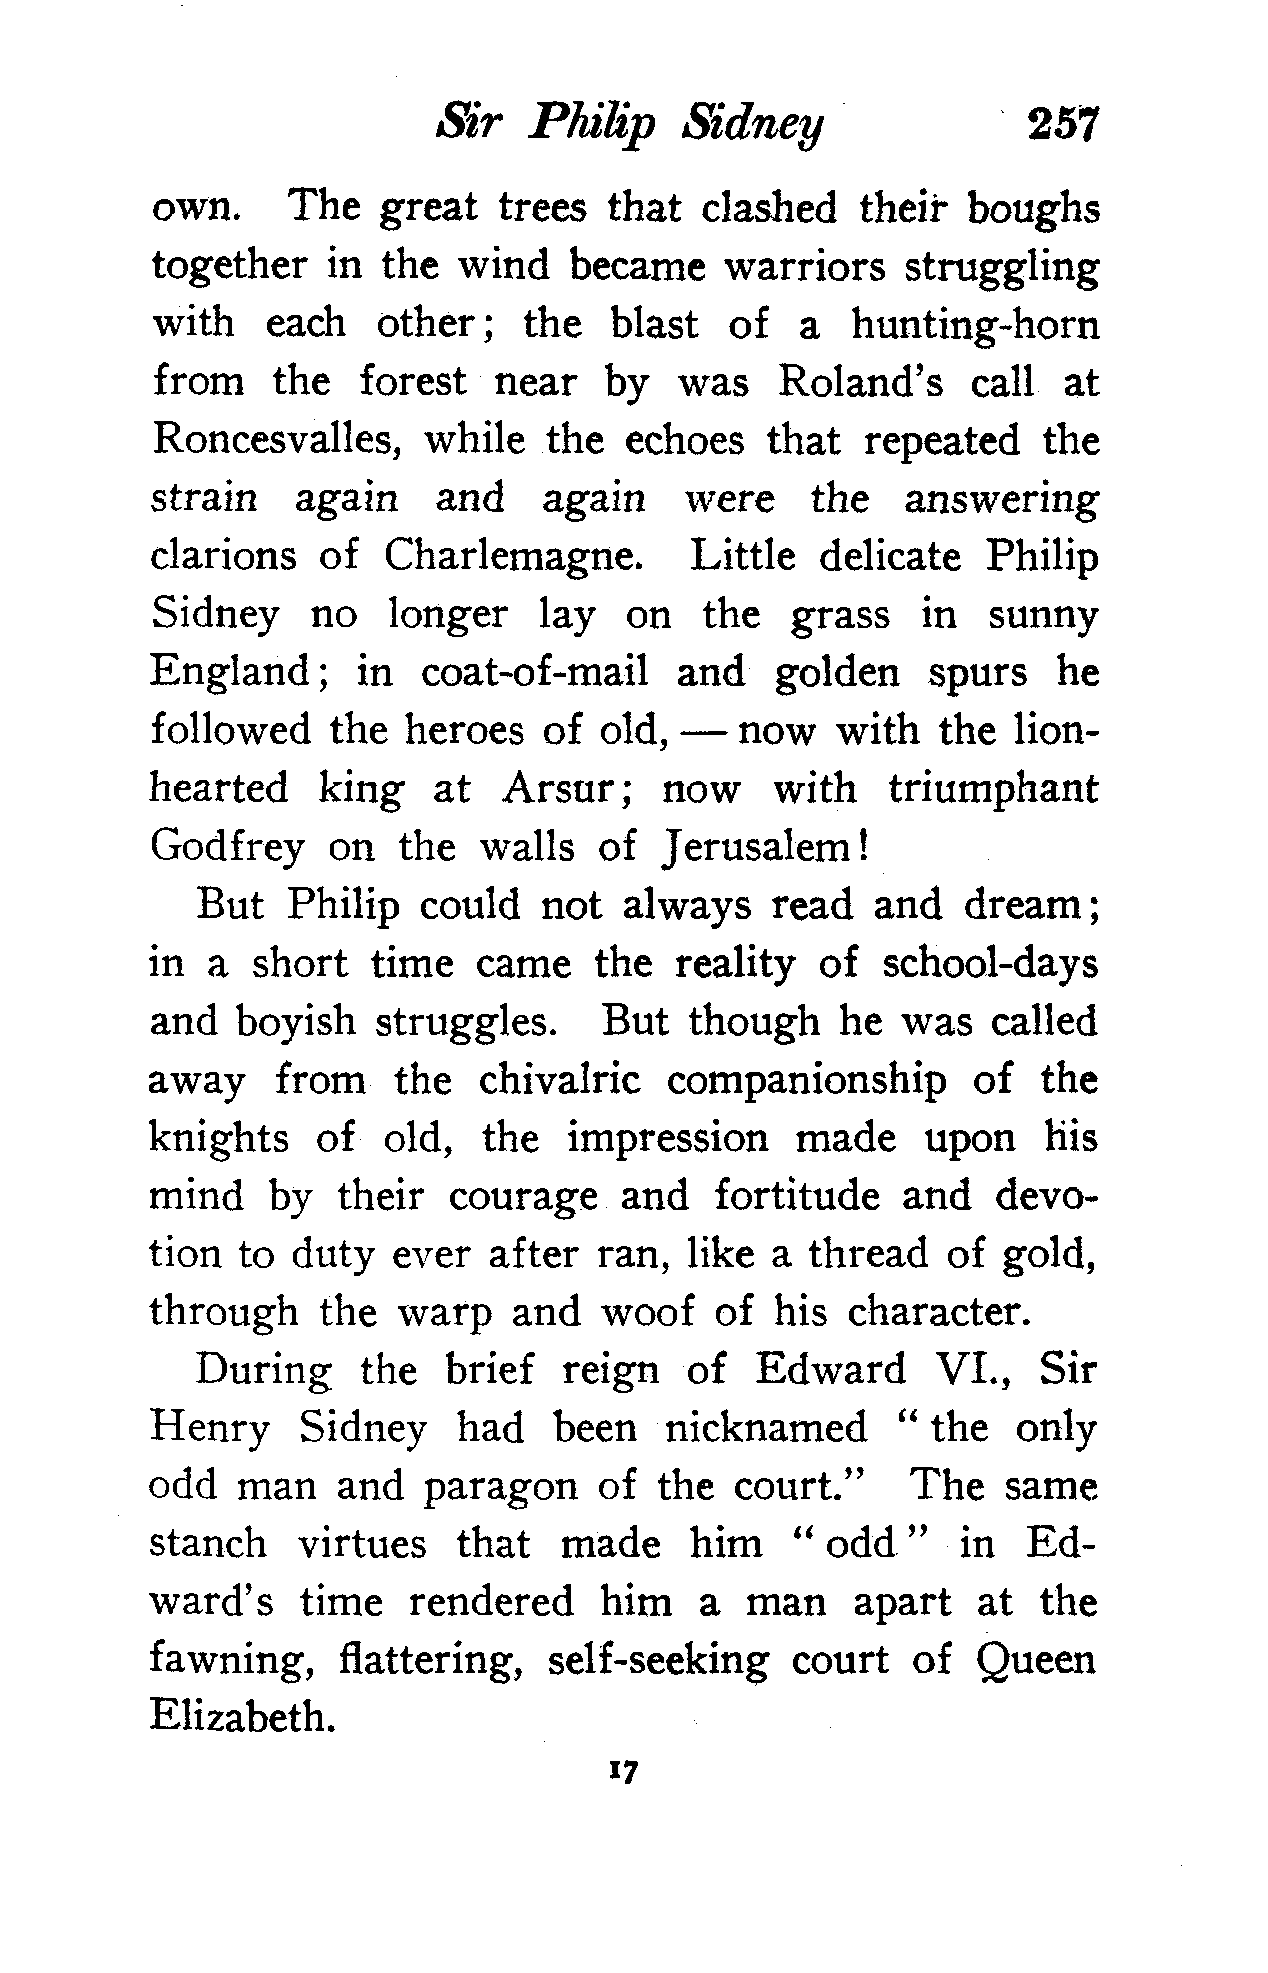 Sir Philip Sidney 257
own. The great trees that clashed their boughs
together in the wind became warriors struggling
with each other; the blast of a hunting-horn
from the forest near by was Roland's call at
Roncesvalles, while the echoes that repeated the
strain again and again were the answering
clarions of Charlemagne. Little delicate Philip
Sidney no longer lay on the grass in sunny
England; in coat-of-mail and golden spurs he
followed the heroes of old, — now with the lion-
hearted king at Arsur; now with triumphant
Godfrey on the walls of Jerusalem!
But Philip could not always read and dream;
in a short time came the reality of school-days
and boyish struggles. But though he was called
away from the chivalric companionship of the
knights of old, the impression made upon his
mind by their courage and fortitude and devo-
tion to duty ever after ran, like a thread of gold,
through the warp and woof of his character.
During the brief reign of Edward VI., Sir
Henry Sidney had been nicknamed "the only
odd man and paragon of the court." The same
stanch virtues that made him "odd" in Ed-
ward's time rendered him a man apart at the
fawning, flattering, self-seeking court of Queen
Elizabeth.
17